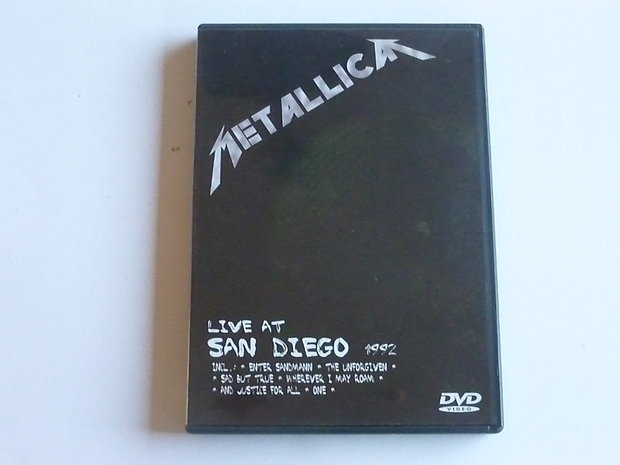 METALLICA
LIVE AT
SAN DIEGO 1992
INCL.: * ENTER SANDMANN * THE UNFORGIVEN *
* SAD BUT TRUE * WHEREVER I MAY ROAM *
* AND JUSTICE FOR ALL * ONE *
DVD
VIDEO